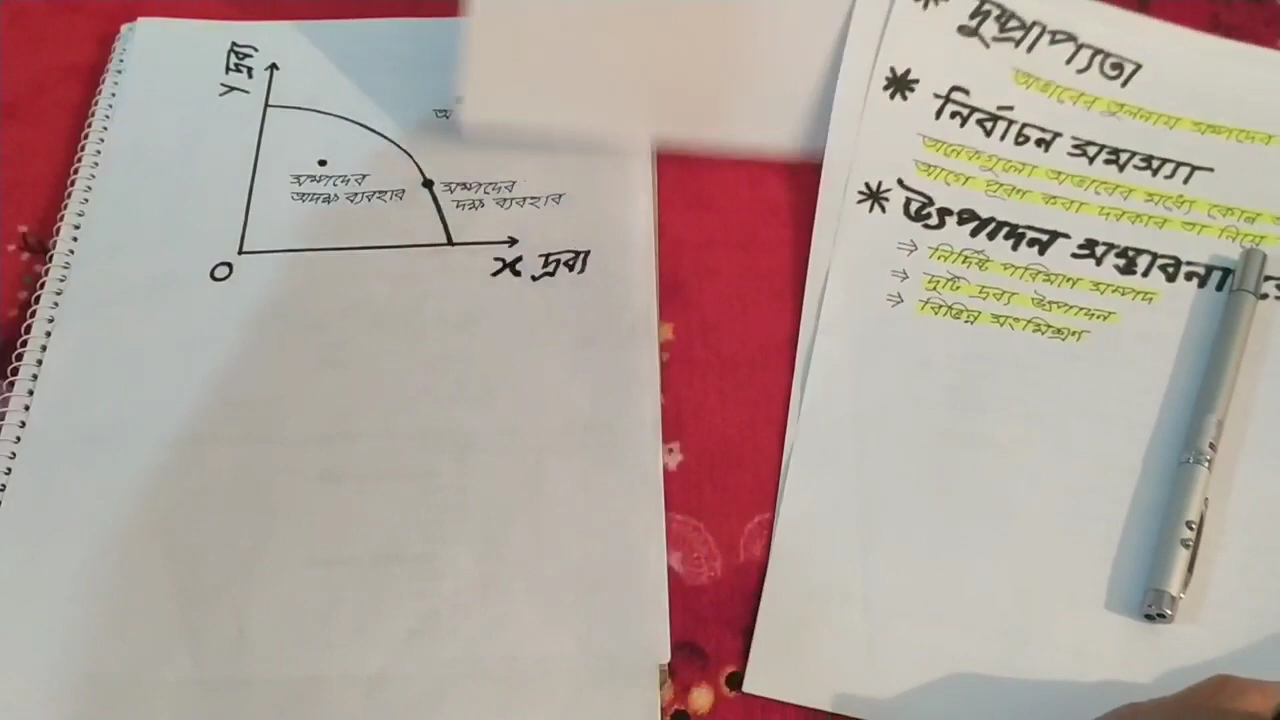 Y দ্রব্য
অ
সম্পদের
অদক্ষ ব্যবহার
সম্পদের
দক্ষ ব্যবহার
O
x দ্রব্য
* দুষ্প্রাপ্যতা
অভাবের তুলনায় সম্পদের
* নির্বাচন সমস্যা
অনেকগুলো অভাবের মধ্যে কোন
আগে পূরণ করা দরকার তা নিয়ে
* উৎপাদন সম্ভাবনা
⇒ নির্দিষ্ট পরিমাণ সম্পদ
⇒ দুটি দ্রব্য উৎপাদন
⇒ বিভিন্ন সংমিশ্রণ